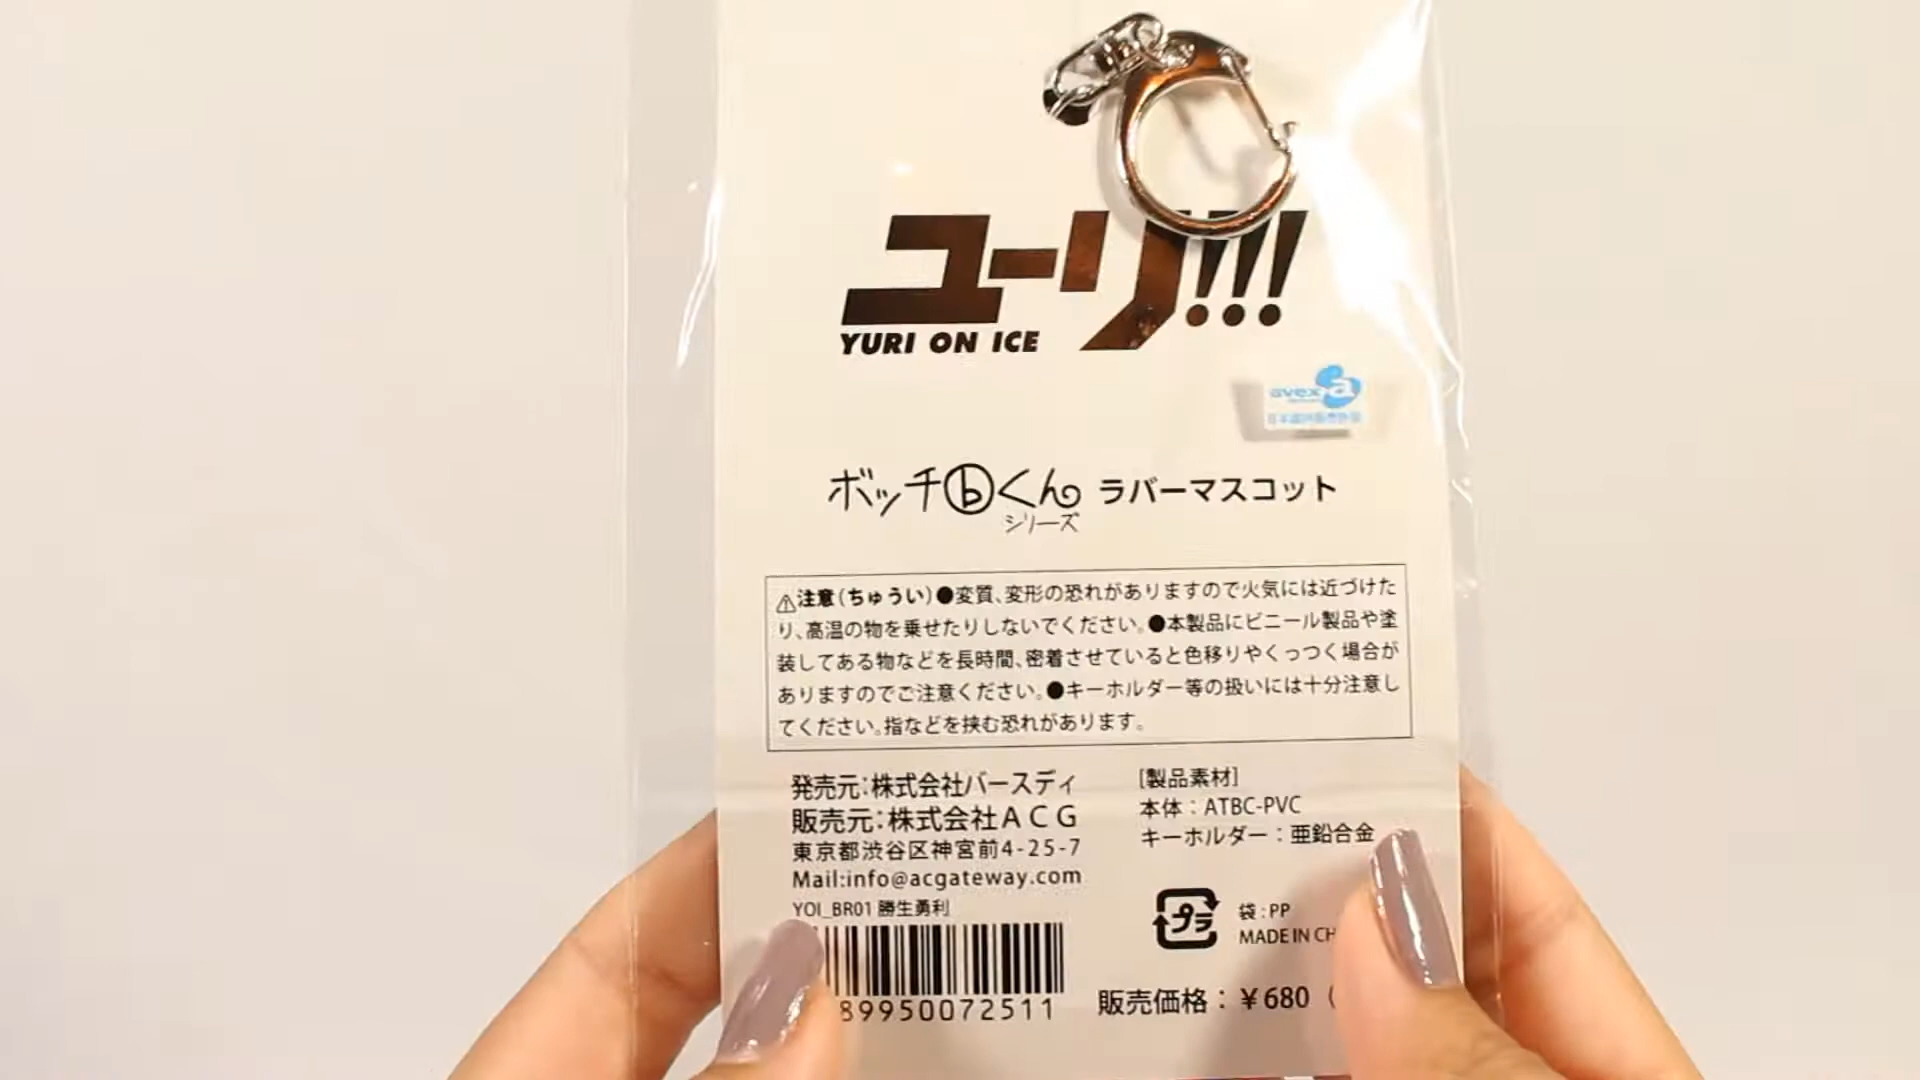 ユーリ!!!
YURI ON ICE
avex a
日本国内販売許諾
ボッチⓑくん ラバーマスコット
シリーズ
⚠注意(ちゅうい)●変質、変形の恐れがありますので火気には近づけた
り、高温の物を乗せたりしないでください。●本製品にビニール製品や塗
装してある物などを長時間、密着させていると色移りやくっつく場合が
ありますのでご注意ください。●キーホルダー等の扱いには十分注意し
てください。指などを挟む恐れがあります。
発売元:株式会社バースディ
販売元:株式会社ACG
東京都渋谷区神宮前4-25-7
Mail:info@acgateway.com
YOI_BR01 勝生勇利
89950072511
[製品素材]
本体:ATBC-PVC
キーホルダー:亜鉛合金
プラ
袋:PP
MADE IN CH
販売価格:¥680(